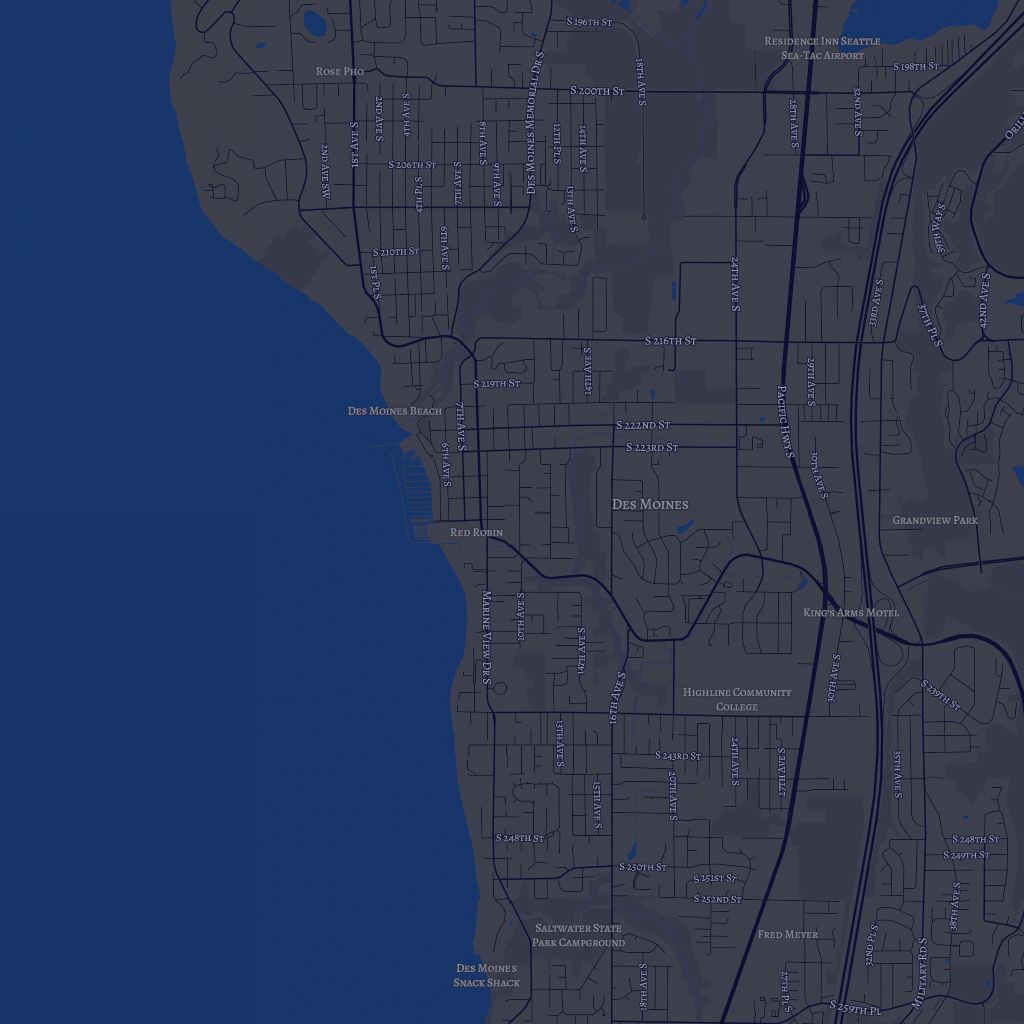 S 196th St
Residence Inn Seattle
Sea-Tac Airport
S 198th St
Rose Pho
18th Ave S
S 200th St
Des Moines Memorial Dr S
2nd Ave S
4th Ave S
28th Ave S
32nd Ave S
1st Ave S
8th Ave S
12th Pl S
14th Ave S
2nd Ave SW
S 206th St
7th Ave S
9th Ave S
4th Pl S
13th Ave S
39th Way S
6th Ave S
S 210th St
1st Pl S
24th Ave S
33rd Ave S
42nd Ave S
37th Pl S
S 216th St
14th Ave S
29th Ave S
S 219th St
Pacific Hwy S
Des Moines Beach
7th Ave S
S 222nd St
S 223rd St
6th Ave S
30th Ave S
Des Moines
Grandview Park
Red Robin
Marine View Dr S
10th Ave S
King's Arms Motel
147th Ave S
30th Ave S
16th Ave S
Highline Community
College
S 239th St
13th Ave S
S 243rd St
24th Ave S
27th Ave S
35th Ave S
20th Ave S
15th Ave S
S 248th St
S 248th St
S 249th St
S 250th St
S 251st St
S 252nd St
38th Ave S
Saltwater State
Park Campground
Fred Meyer
32nd Pl S
Military Rd S
Des Moines
Snack Shack
18th Ave S
27th Pl S
S 259th Pl